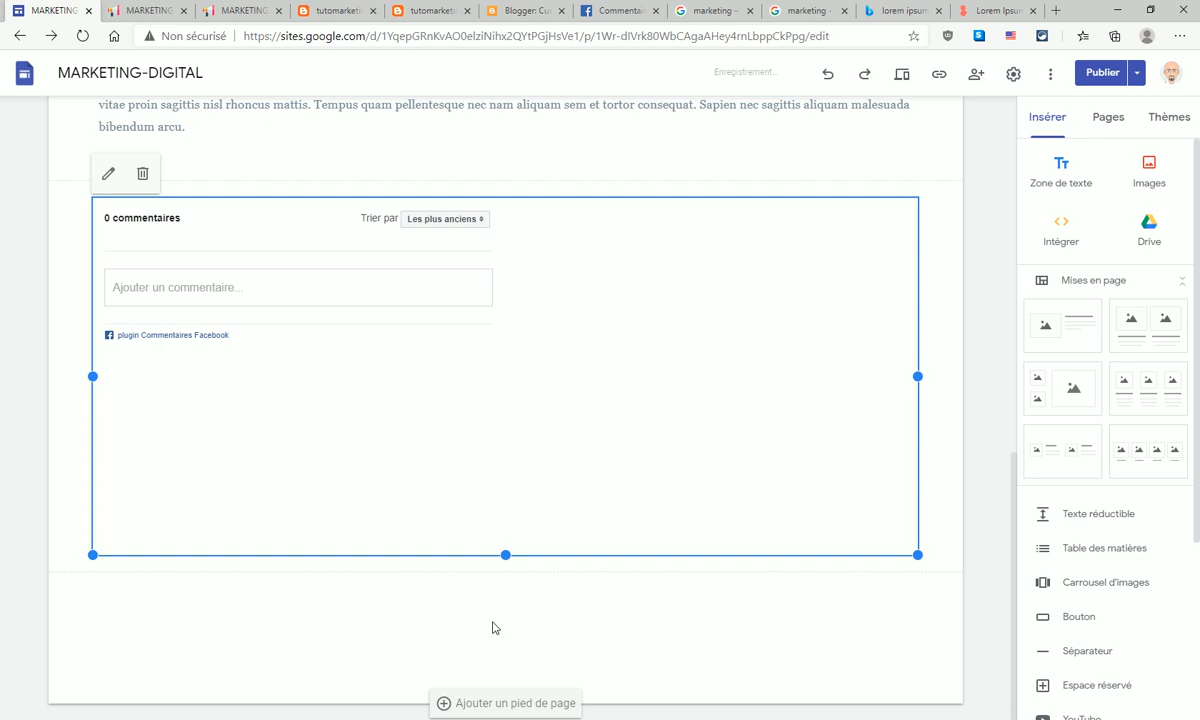 MARKETING
MARKETING
MARKETING
tutomarketi
tutomarketi
Blogger: Cu
Commentai
marketing –
marketing -
lorem ipsum
Lorem Ipsu
Non sécurisé
https://sites.google.com/d/1YqepGRnKvAO0elziNihx2QYtPGjHsVe1/p/1Wr-dIVrk80WbCAgaAHey4rnLbppCkPpg/edit
MARKETING-DIGITAL
Enregistrement...
Publier
vitae proin sagittis nisl rhoncus mattis. Tempus quam pellentesque nec nam aliquam sem et tortor consequat. Sapien nec sagittis aliquam malesuada
bibendum arcu.
0 commentaires
Trier par Les plus anciens
Ajouter un commentaire...
plugin Commentaires Facebook
Ajouter un pied de page
Insérer
Pages
Thèmes
Zone de texte
Images
Intégrer
Drive
Mises en page
Texte réductible
Table des matières
Carrousel d'images
Bouton
Séparateur
Espace réservé
YouTube